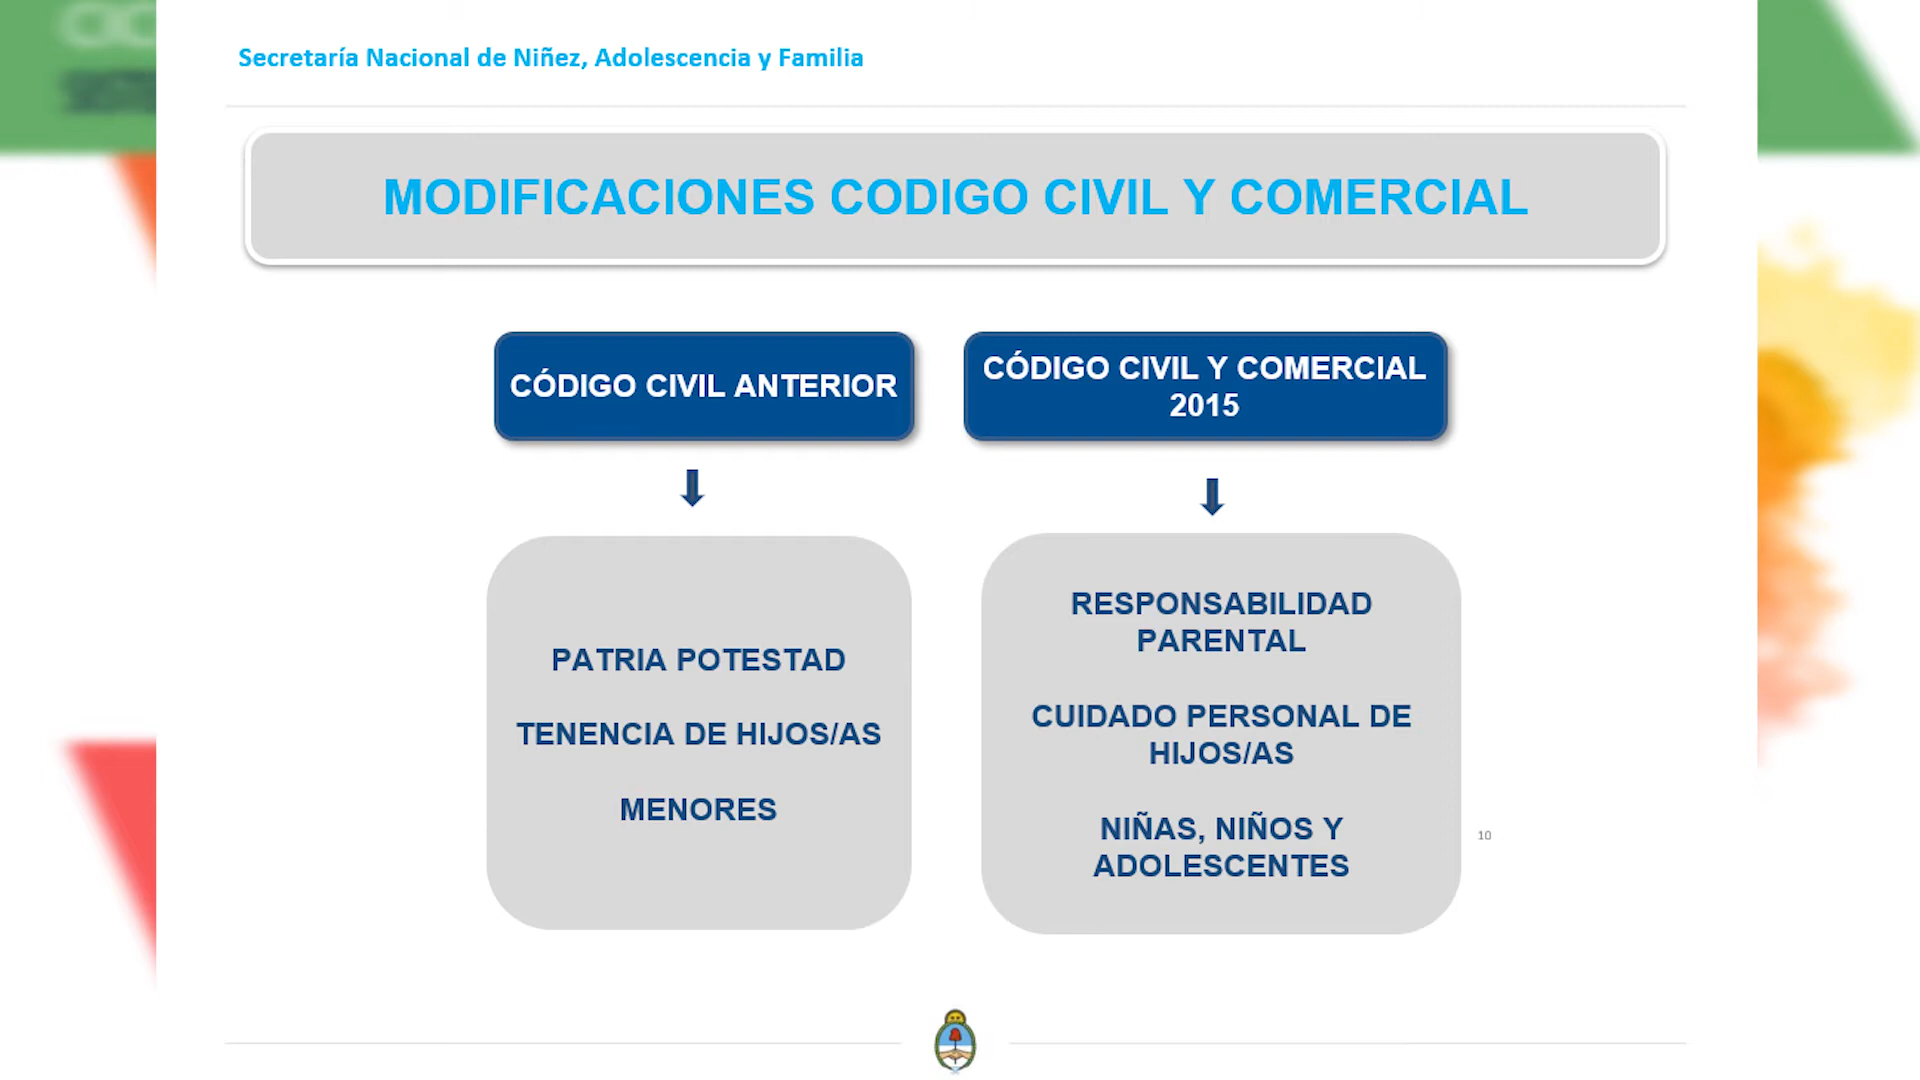 Secretaría Nacional de Niñez, Adolescencia y Familia
MODIFICACIONES CODIGO CIVIL Y COMERCIAL
CÓDIGO CIVIL ANTERIOR
PATRIA POTESTAD
TENENCIA DE HIJOS/AS
MENORES
CÓDIGO CIVIL Y COMERCIAL
2015
RESPONSABILIDAD
PARENTAL
CUIDADO PERSONAL DE
HIJOS/AS
NIÑAS, NIÑOS Y
ADOLESCENTES
10